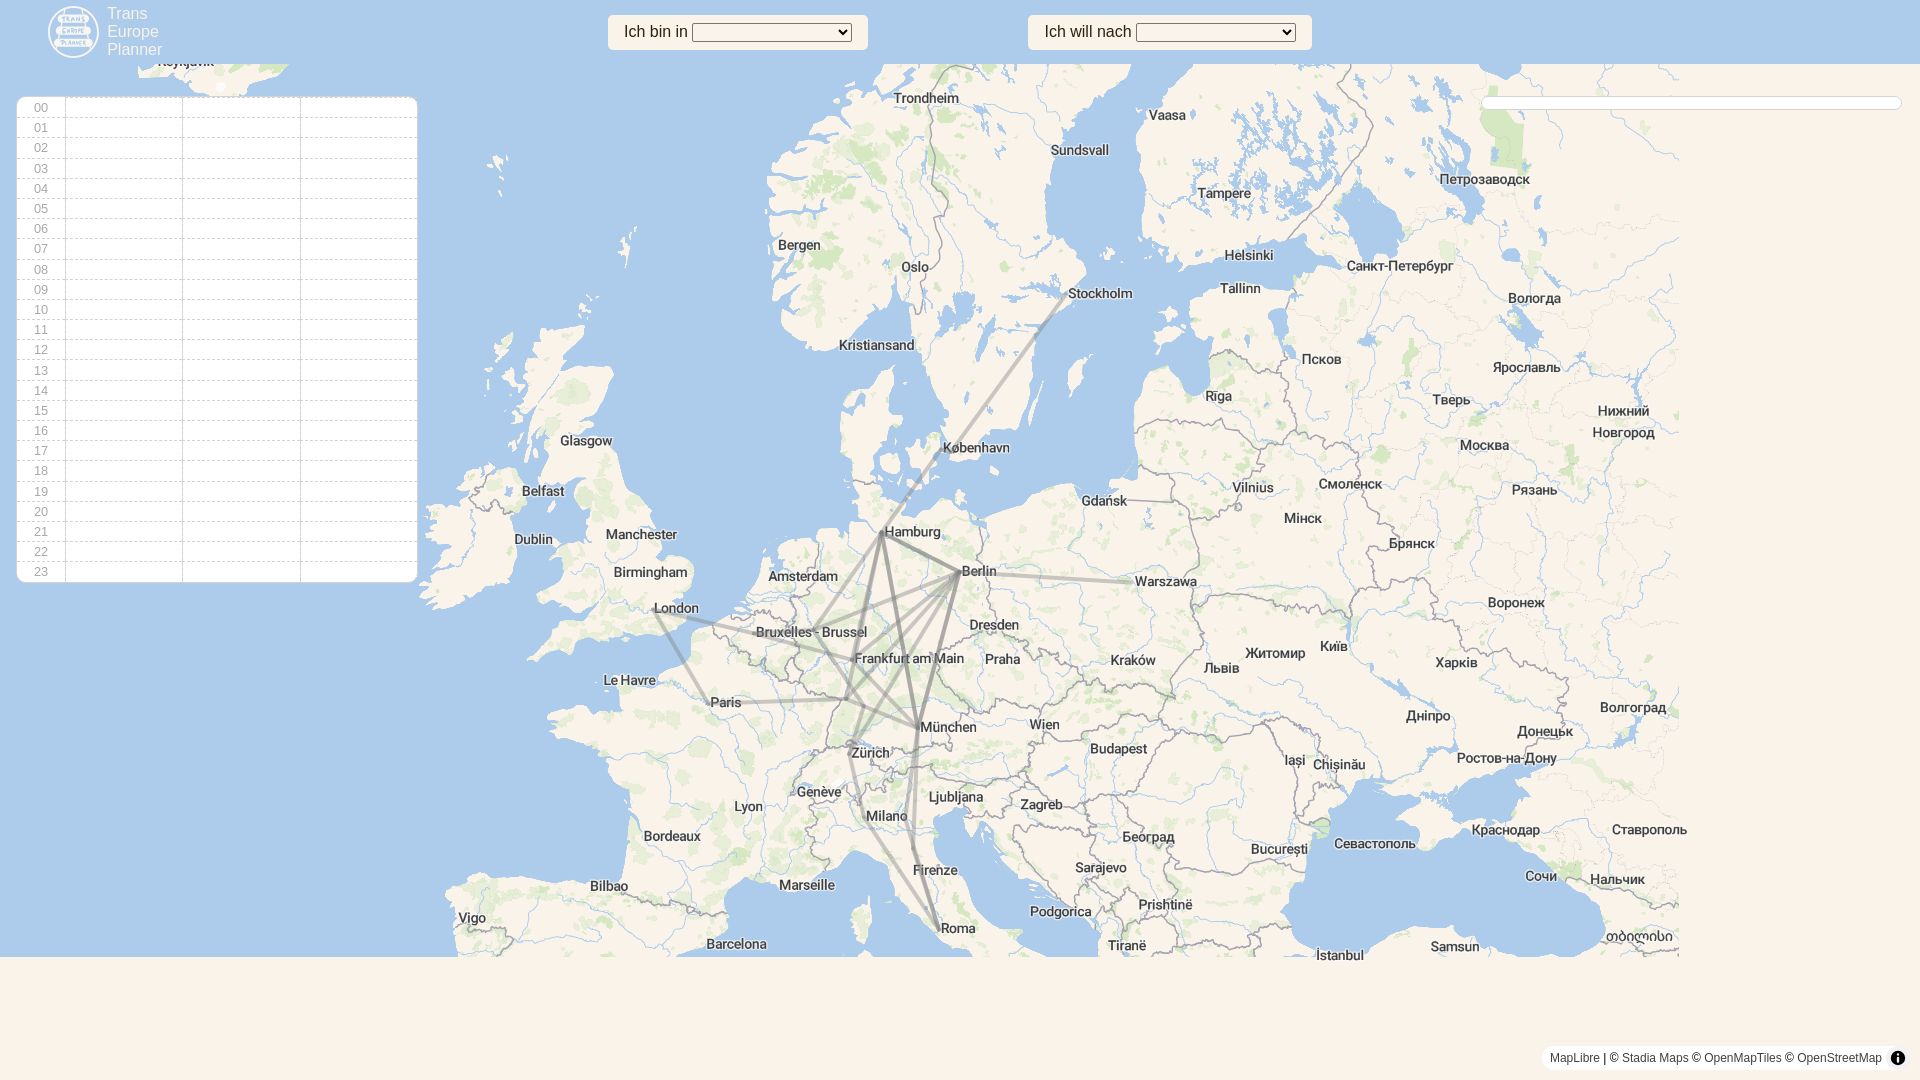 TRANS
EUROPE
PLANNER
Trans
Europe
Planner
Ich bin in
Ich will nach
Reykjavík
00
01
02
03
04
05
06
07
08
09
10
11
12
13
14
15
16
17
18
19
20
21
22
23
Trondheim
Vaasa
Sundsvall
Петрозаводск
Tampere
Bergen
Oslo
Helsinki
Санкт-Петербург
Stockholm
Tallinn
Вологда
Kristiansand
Псков
Ярославль
Rīga
Тверь
Нижний
Новгород
Glasgow
København
Москва
Belfast
Gdańsk
Vilnius
Смоленск
Рязань
Dublin
Manchester
Hamburg
Мінск
Брянск
Birmingham
Amsterdam
Berlin
Warszawa
London
Воронеж
Bruxelles - Brussel
Dresden
Frankfurt am Main
Praha
Kraków
Львів
Житомир
Київ
Харків
Le Havre
Paris
Волгоград
München
Wien
Дніпро
Донецьк
Zürich
Budapest
Iași
Chișinău
Ростов-на-Дону
Genève
Lyon
Ljubljana
Zagreb
Milano
Bordeaux
Београд
București
Севастополь
Краснодар
Ставрополь
Firenze
Sarajevo
Marseille
Bilbao
Сочи
Нальчик
Vigo
Podgorica
Prishtinë
Roma
Barcelona
Tiranë
İstanbul
Samsun
თბილისი
MapLibre | © Stadia Maps © OpenMapTiles © OpenStreetMap